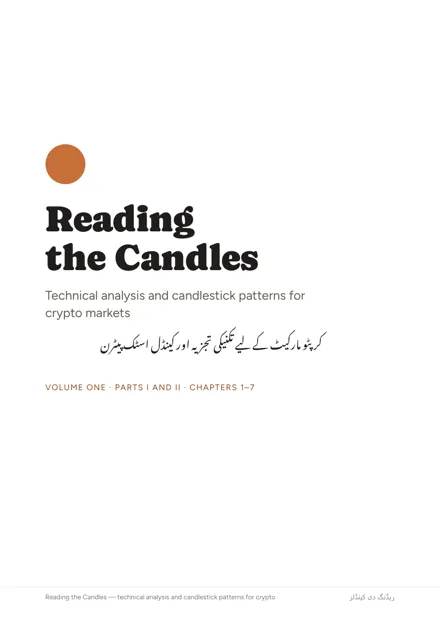 Reading
the Candles
Technical analysis and candlestick patterns for
crypto markets
کرپٹو مارکیٹ کے لیے تکنیکی تجزیہ اور کینڈل اسٹک پیٹرن
VOLUME ONE · PARTS I AND II · CHAPTERS 1–7
Reading the Candles — technical analysis and candlestick patterns for crypto
ریڈنگ دی کینڈلز